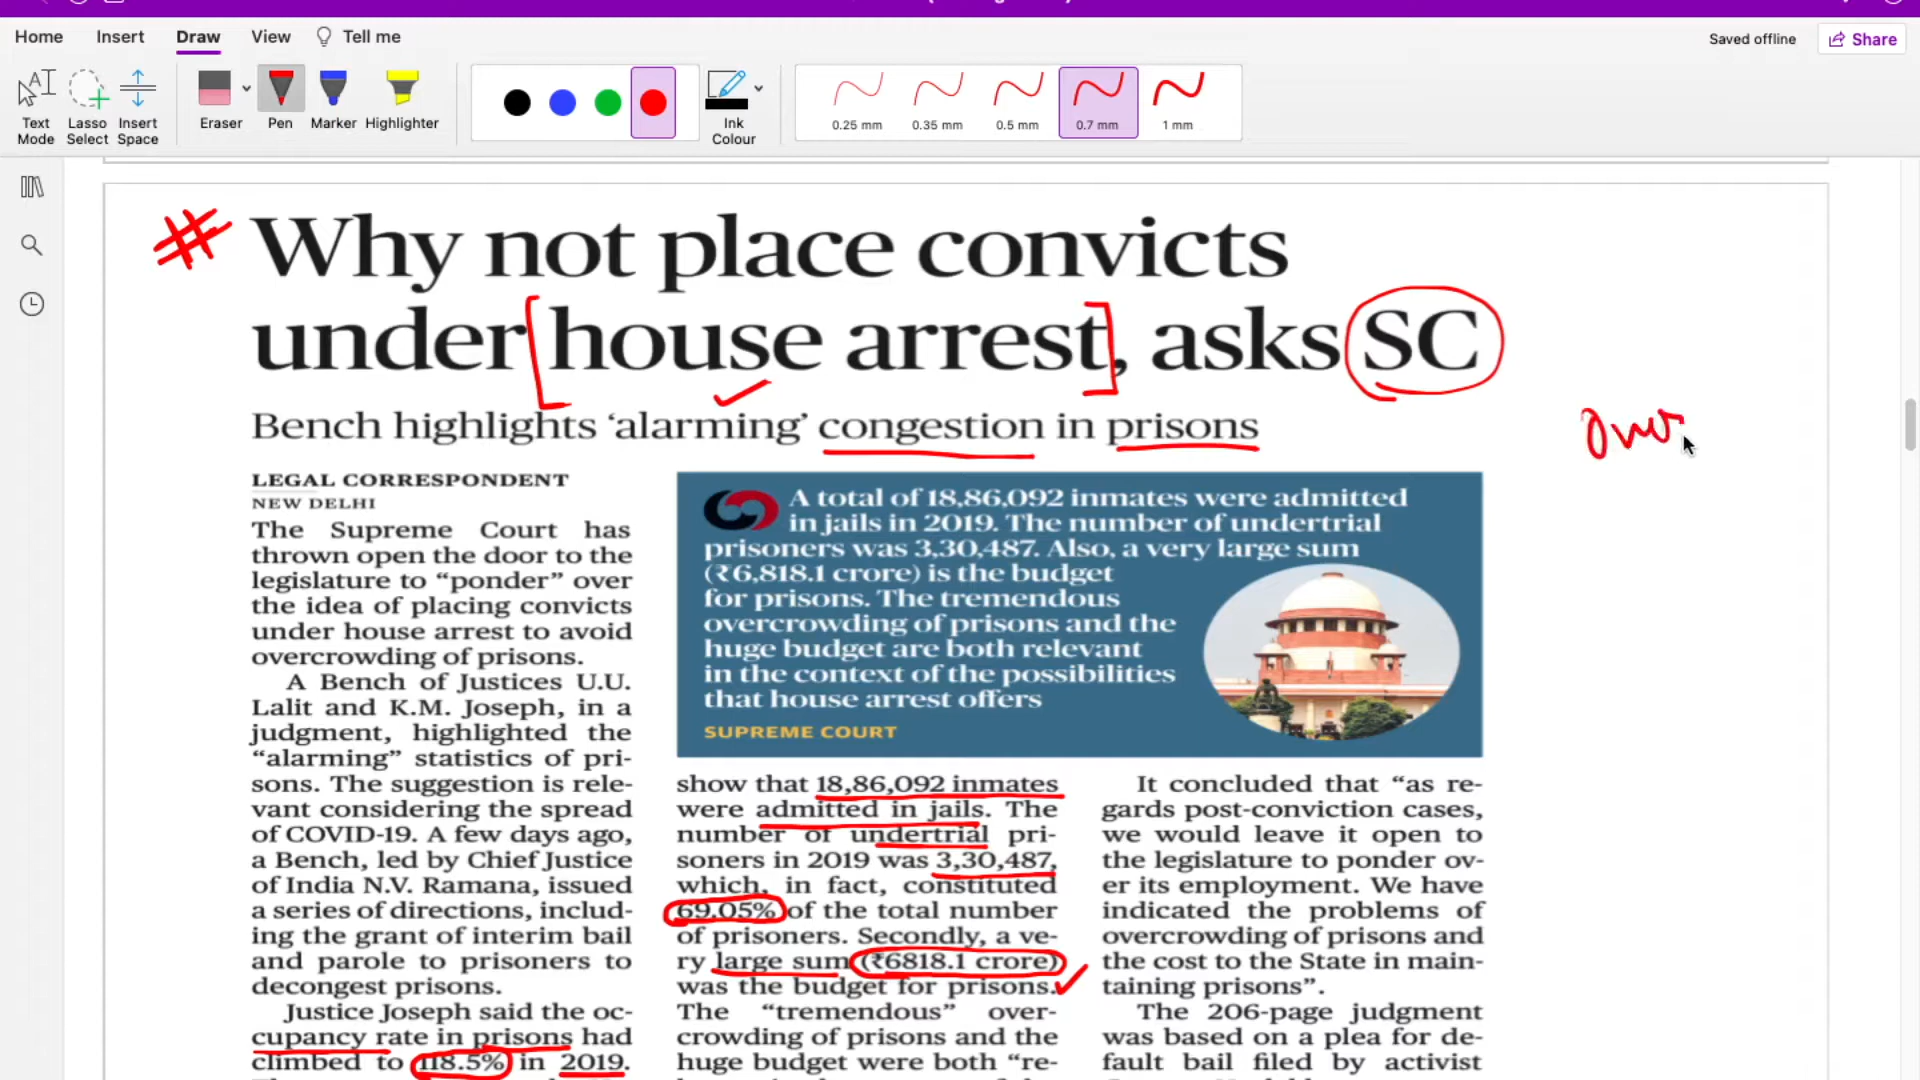 Home Insert Draw View Tell me
Saved offline Share
Text Mode
Lasso Select
Insert Space
Eraser Pen Marker Highlighter
Ink Colour
0.25 mm 0.35 mm 0.5 mm 0.7 mm 1 mm
# Why not place convicts
under [house arrest], asks SC
Bench highlights ‘alarming’ congestion in prisons
LEGAL CORRESPONDENT
NEW DELHI
The Supreme Court has
thrown open the door to the
legislature to “ponder” over
the idea of placing convicts
under house arrest to avoid
overcrowding of prisons.
A Bench of Justices U.U.
Lalit and K.M. Joseph, in a
judgment, highlighted the
“alarming” statistics of pri-
sons. The suggestion is rele-
vant considering the spread
of COVID-19. A few days ago,
a Bench, led by Chief Justice
of India N.V. Ramana, issued
a series of directions, includ-
ing the grant of interim bail
and parole to prisoners to
decongest prisons.
Justice Joseph said the oc-
cupancy rate in prisons had
climbed to 118.5% in 2019.
A total of 18,86,092 inmates were admitted
in jails in 2019. The number of undertrial
prisoners was 3,30,487. Also, a very large sum
(₹6,818.1 crore) is the budget
for prisons. The tremendous
overcrowding of prisons and the
huge budget are both relevant
in the context of the possibilities
that house arrest offers
SUPREME COURT
show that 18,86,092 inmates
were admitted in jails. The
number of undertrial pri-
soners in 2019 was 3,30,487,
which, in fact, constituted
69.05% of the total number
of prisoners. Secondly, a ve-
ry large sum (₹6818.1 crore)
was the budget for prisons.
The “tremendous” over-
crowding of prisons and the
huge budget were both “re-
It concluded that “as re-
gards post-conviction cases,
we would leave it open to
the legislature to ponder ov-
er its employment. We have
indicated the problems of
overcrowding of prisons and
the cost to the State in main-
taining prisons”.
The 206-page judgment
was based on a plea for de-
fault bail filed by activist